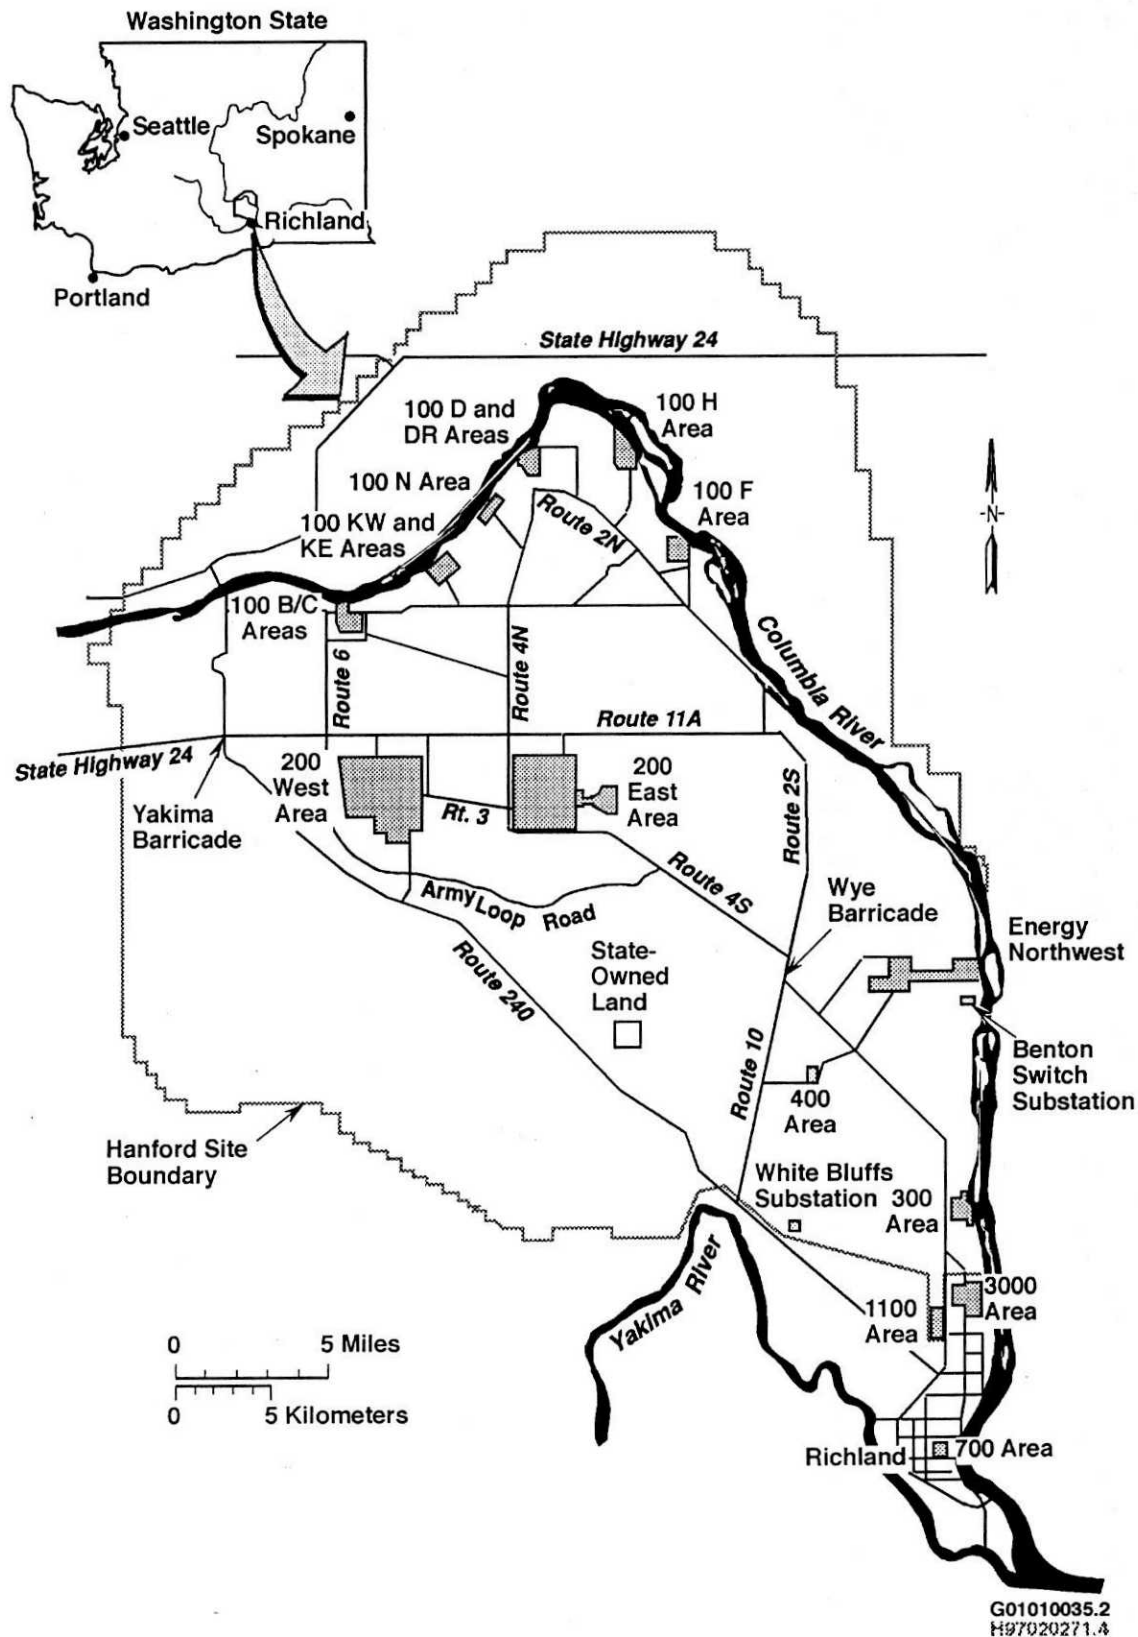 Washington State
Seattle
Spokane
Richland
Portland
State Highway 24
100 D and
DR Areas
100 H
Area
100 N Area
100 F
Area
100 KW and
KE Areas
Route 2N
-N-
100 B/C
Areas
Route 6
Route 4N
Columbia River
Route 11A
State Highway 24
200
West
Area
200
East
Area
Rt. 3
Route 2S
Yakima
Barricade
Army Loop Road
Route 4S
Wye
Barricade
Energy
Northwest
State-
Owned
Land
Route 240
Route 10
Benton
Switch
Substation
400
Area
Hanford Site
Boundary
White Bluffs
Substation
300
Area
Yakima River
3000
Area
1100
Area
0 5 Miles
0 5 Kilometers
Richland
700 Area
G01010035.2
H97020271.4